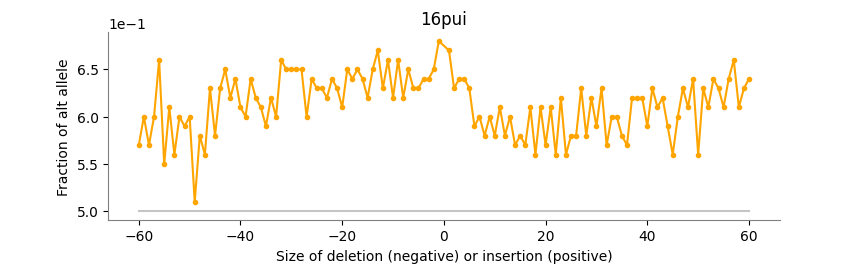 16pui
1e−1
Fraction of alt allele
6.5
6.0
5.5
5.0
−60 −40 −20 0 20 40 60
Size of deletion (negative) or insertion (positive)